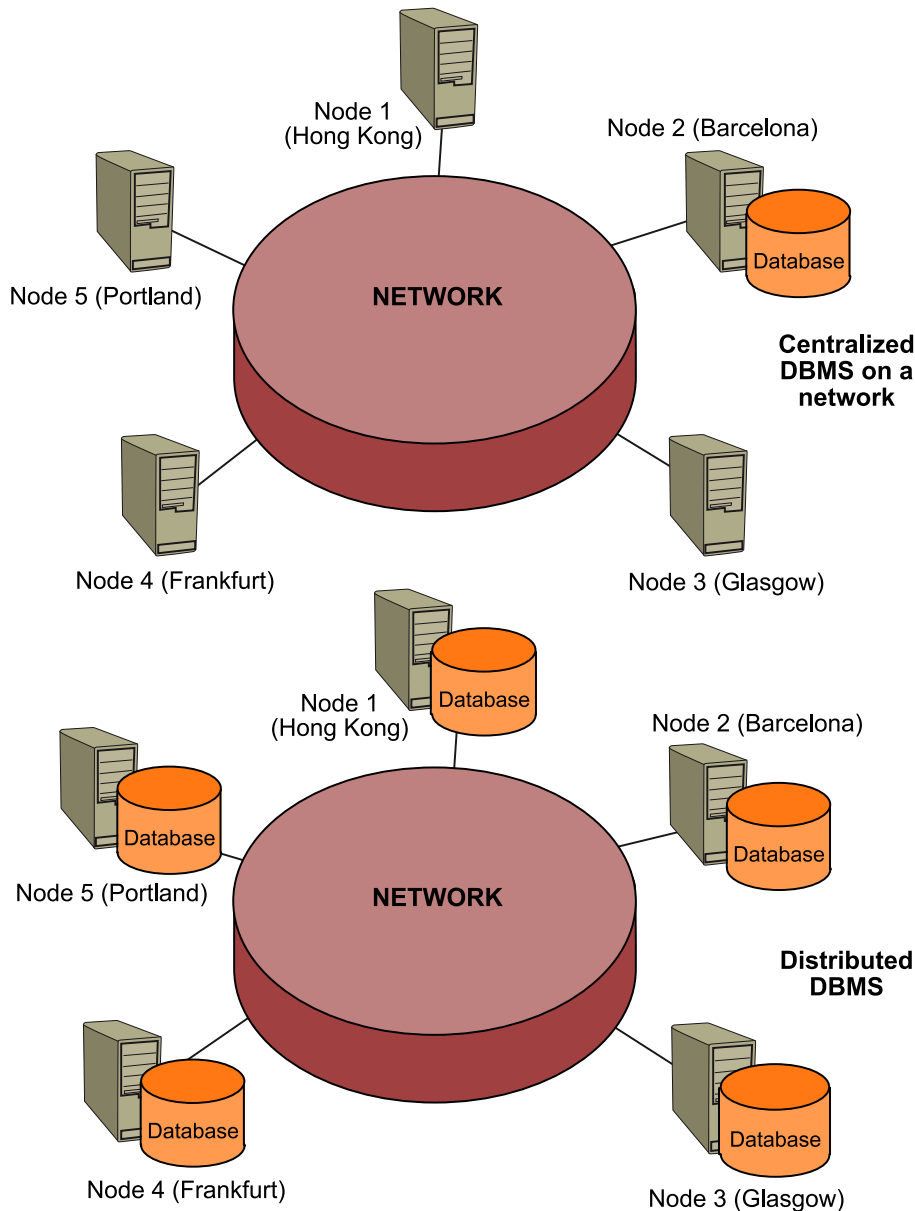 Node 1
(Hong Kong)
Node 2 (Barcelona)
Database
Node 5 (Portland)
NETWORK
Centralized
DBMS on a
network
Node 4 (Frankfurt)
Node 3 (Glasgow)
Node 1
(Hong Kong)
Database
Node 2 (Barcelona)
Database
Database
Node 5 (Portland)
NETWORK
Distributed
DBMS
Database
Node 4 (Frankfurt)
Database
Node 3 (Glasgow)